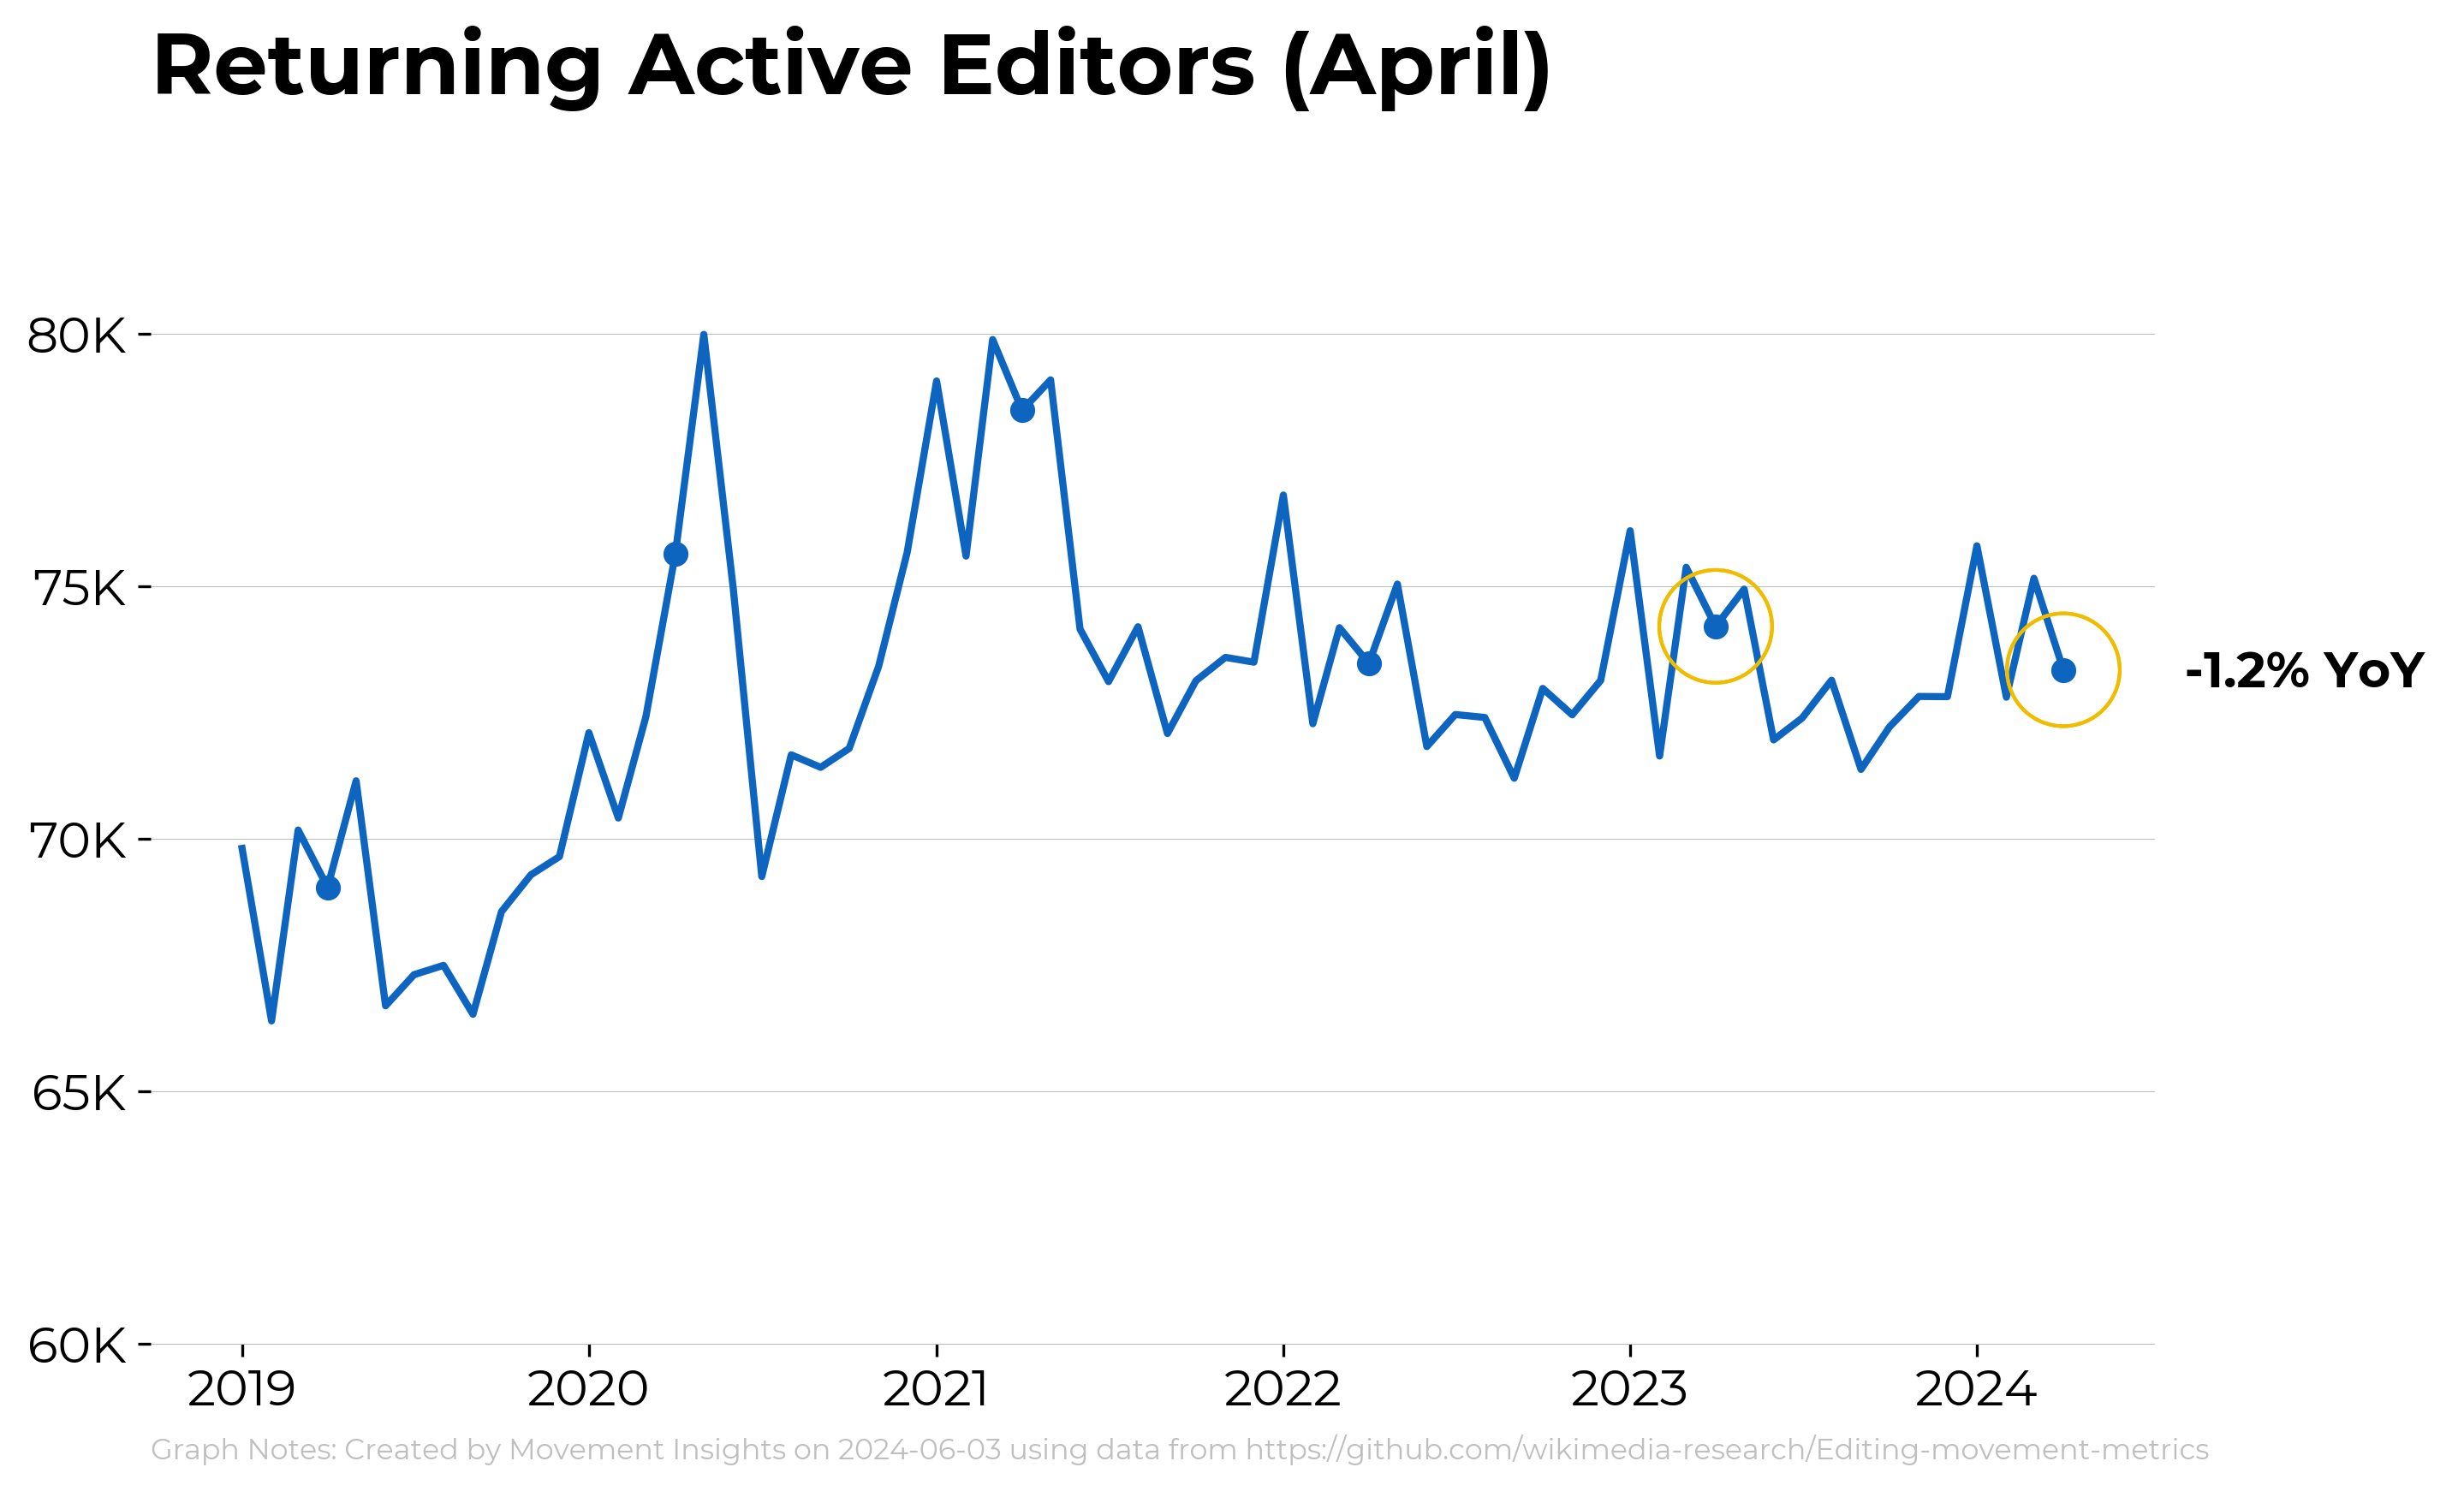 Returning Active Editors (April)
80K
75K
-1.2% YoY
70K
65K
60K
2019 2020 2021 2022 2023 2024
Graph Notes: Created by Movement Insights on 2024-06-03 using data from https://github.com/wikimedia-research/Editing-movement-metrics